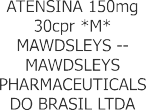 ATENSINA 150mg
30cpr *M*
MAWDSLEYS --
MAWDSLEYS
PHARMACEUTICALS
DO BRASIL LTDA